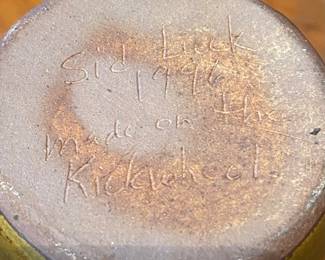 Sid Luck
1996
made on the
Kickwheel